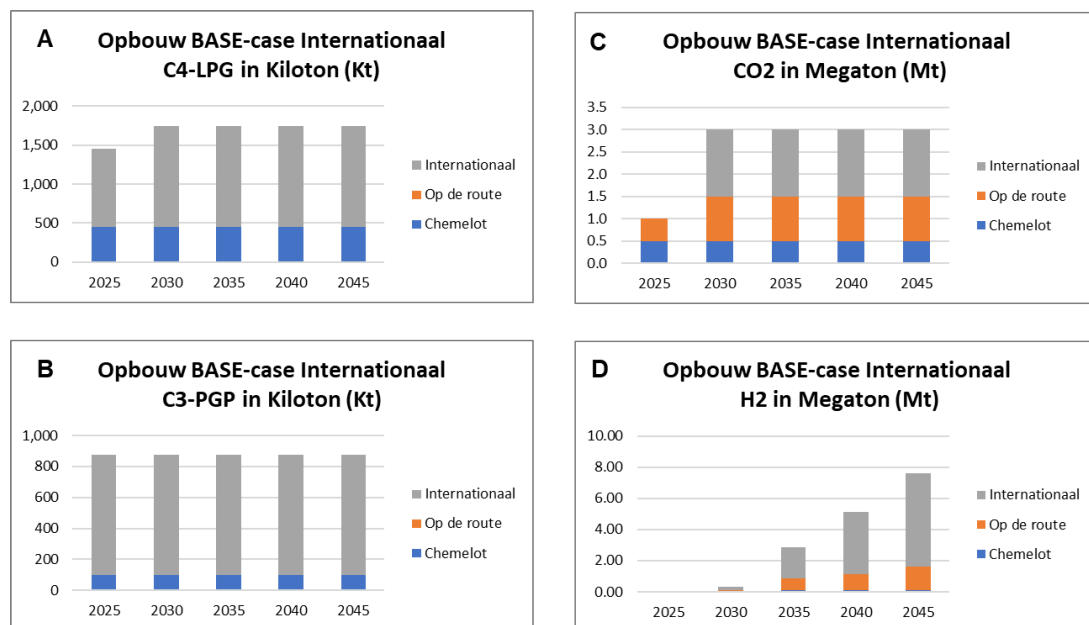 A
Opbouw BASE-case Internationaal
C4-LPG in Kiloton (Kt)
2,000
1,500
1,000
500
0
2025 2030 2035 2040 2045
Internationaal
Op de route
Chemelot
C
Opbouw BASE-case Internationaal
CO2 in Megaton (Mt)
3.5
3.0
2.5
2.0
1.5
1.0
0.5
0.0
2025 2030 2035 2040 2045
Internationaal
Op de route
Chemelot
B
Opbouw BASE-case Internationaal
C3-PGP in Kiloton (Kt)
1,000
800
600
400
200
0
2025 2030 2035 2040 2045
Internationaal
Op de route
Chemelot
D
Opbouw BASE-case Internationaal
H2 in Megaton (Mt)
10.00
8.00
6.00
4.00
2.00
0.00
2025 2030 2035 2040 2045
Internationaal
Op de route
Chemelot